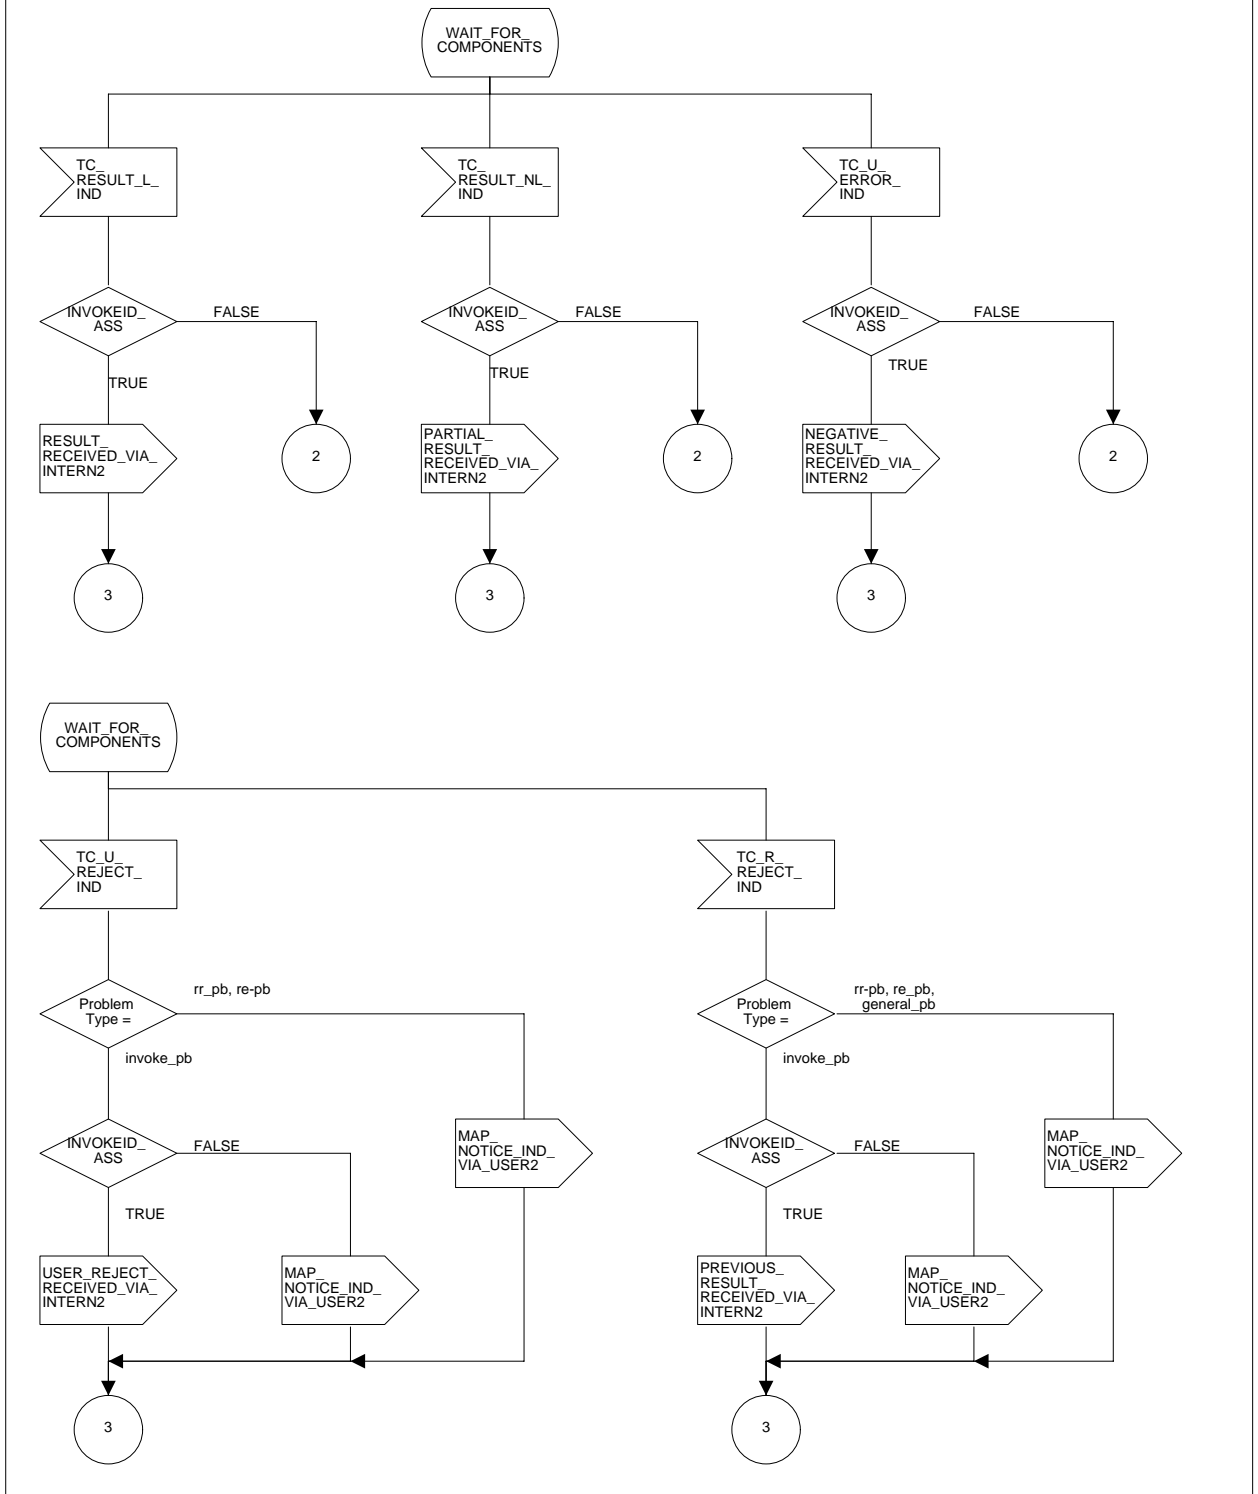 WAIT_FOR_
COMPONENTS
TC_
RESULT_L_
IND
TC_
RESULT_NL_
IND
TC_U_
ERROR_
IND
INVOKEID_
ASS
FALSE
INVOKEID_
ASS
FALSE
INVOKEID_
ASS
FALSE
TRUE
TRUE
TRUE
RESULT_
RECEIVED_VIA_
INTERN2
2
PARTIAL_
RESULT_
RECEIVED_VIA_
INTERN2
2
NEGATIVE_
RESULT_
RECEIVED_VIA_
INTERN2
2
3
3
3
WAIT_FOR_
COMPONENTS
TC_U_
REJECT_
IND
TC_R_
REJECT_
IND
Problem
Type =
rr_pb, re-pb
Problem
Type =
rr-pb, re_pb,
general_pb
invoke_pb
invoke_pb
INVOKEID_
ASS
FALSE
MAP_
NOTICE_IND_
VIA_USER2
INVOKEID_
ASS
FALSE
MAP_
NOTICE_IND_
VIA_USER2
TRUE
TRUE
USER_REJECT_
RECEIVED_VIA_
INTERN2
MAP_
NOTICE_IND_
VIA_USER2
PREVIOUS_
RESULT_
RECEIVED_VIA_
INTERN2
MAP_
NOTICE_IND_
VIA_USER2
3
3